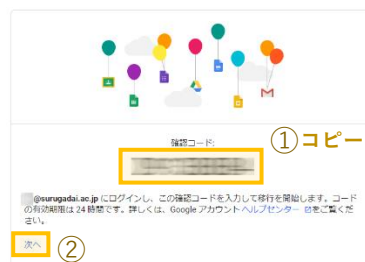 確認コード:
①コピー
@surugadai.ac.jp にログインし、この確認コードを入力して移行を開始します。コード
の有効期限は 24 時間です。詳しくは、Google アカウント ヘルプセンター をご覧くだ
さい。
次へ ②